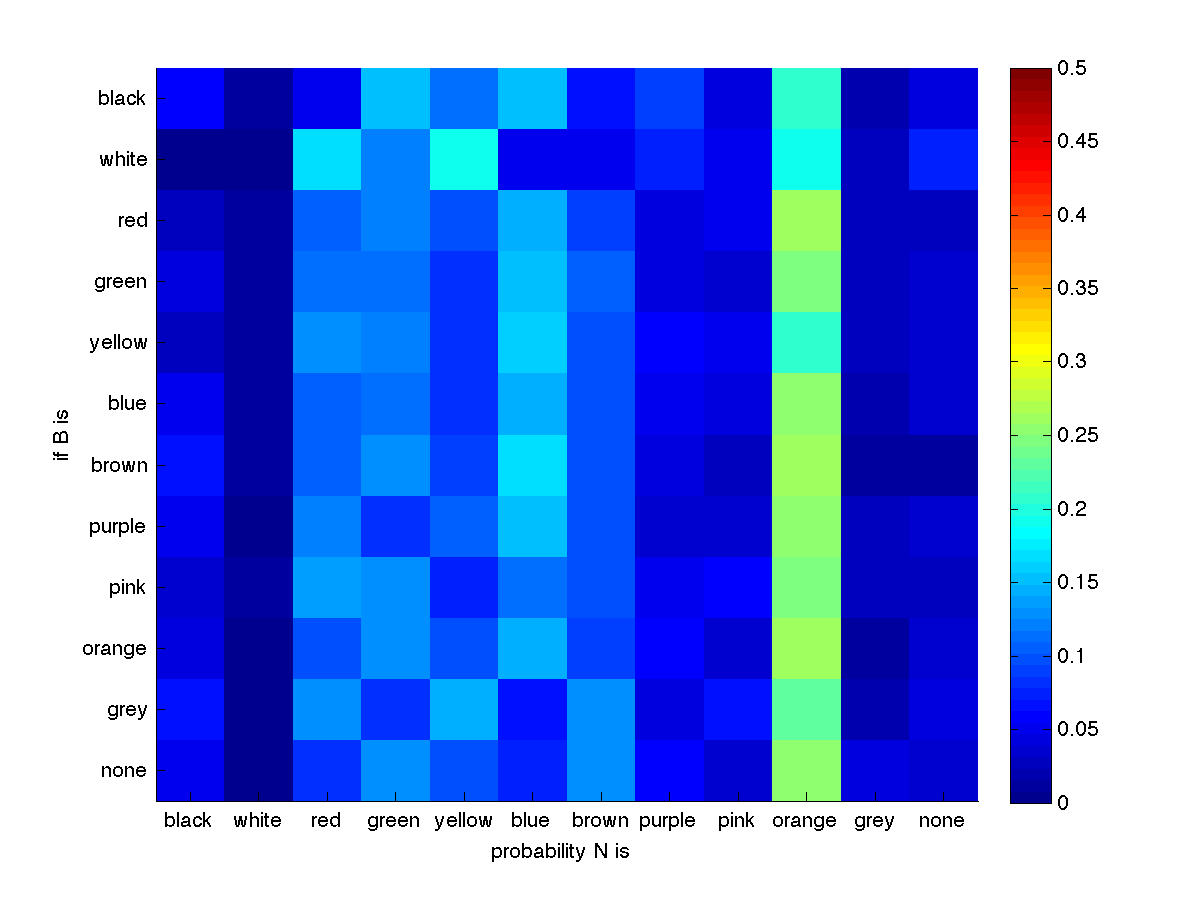 black
white
red
green
yellow
blue
brown
purple
pink
orange
grey
none
if B is
black white red green yellow blue brown purple pink orange grey none
probability N is
0.5
0.45
0.4
0.35
0.3
0.25
0.2
0.15
0.1
0.05
0